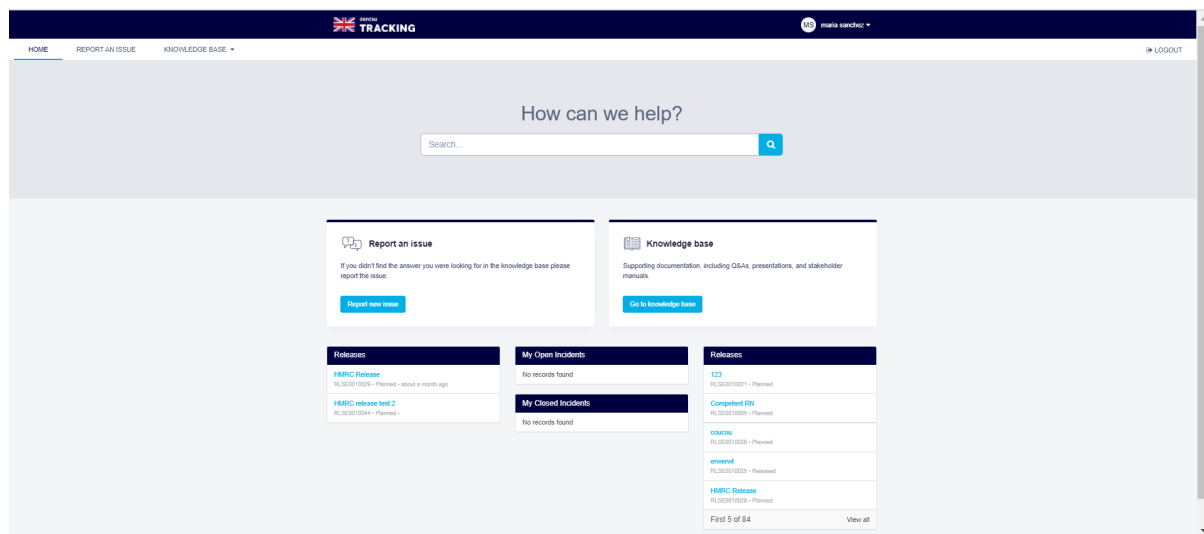 dentsu
TRACKING
MS maria sanchez
HOME REPORT AN ISSUE KNOWLEDGE BASE
LOGOUT
How can we help?
Search...
Report an issue
If you didn't find the answer you were looking for in the knowledge base please
report the issue.
Report new issue
Knowledge base
Supporting documentation, including Q&As, presentations, and stakeholder
manuals.
Go to knowledge base
Releases
HMRC Release
RLSE0010029 • Planned • about a month ago
HMRC release test 2
RLSE0010044 • Planned •
My Open Incidents
No records found
My Closed Incidents
No records found
Releases
123
RLSE0010021 • Planned
Competent RN
RLSE0010005 • Planned
coucou
RLSE0010028 • Planned
erwerwt
RLSE0010025 • Released
HMRC Release
RLSE0010029 • Planned
First 5 of 84 View all